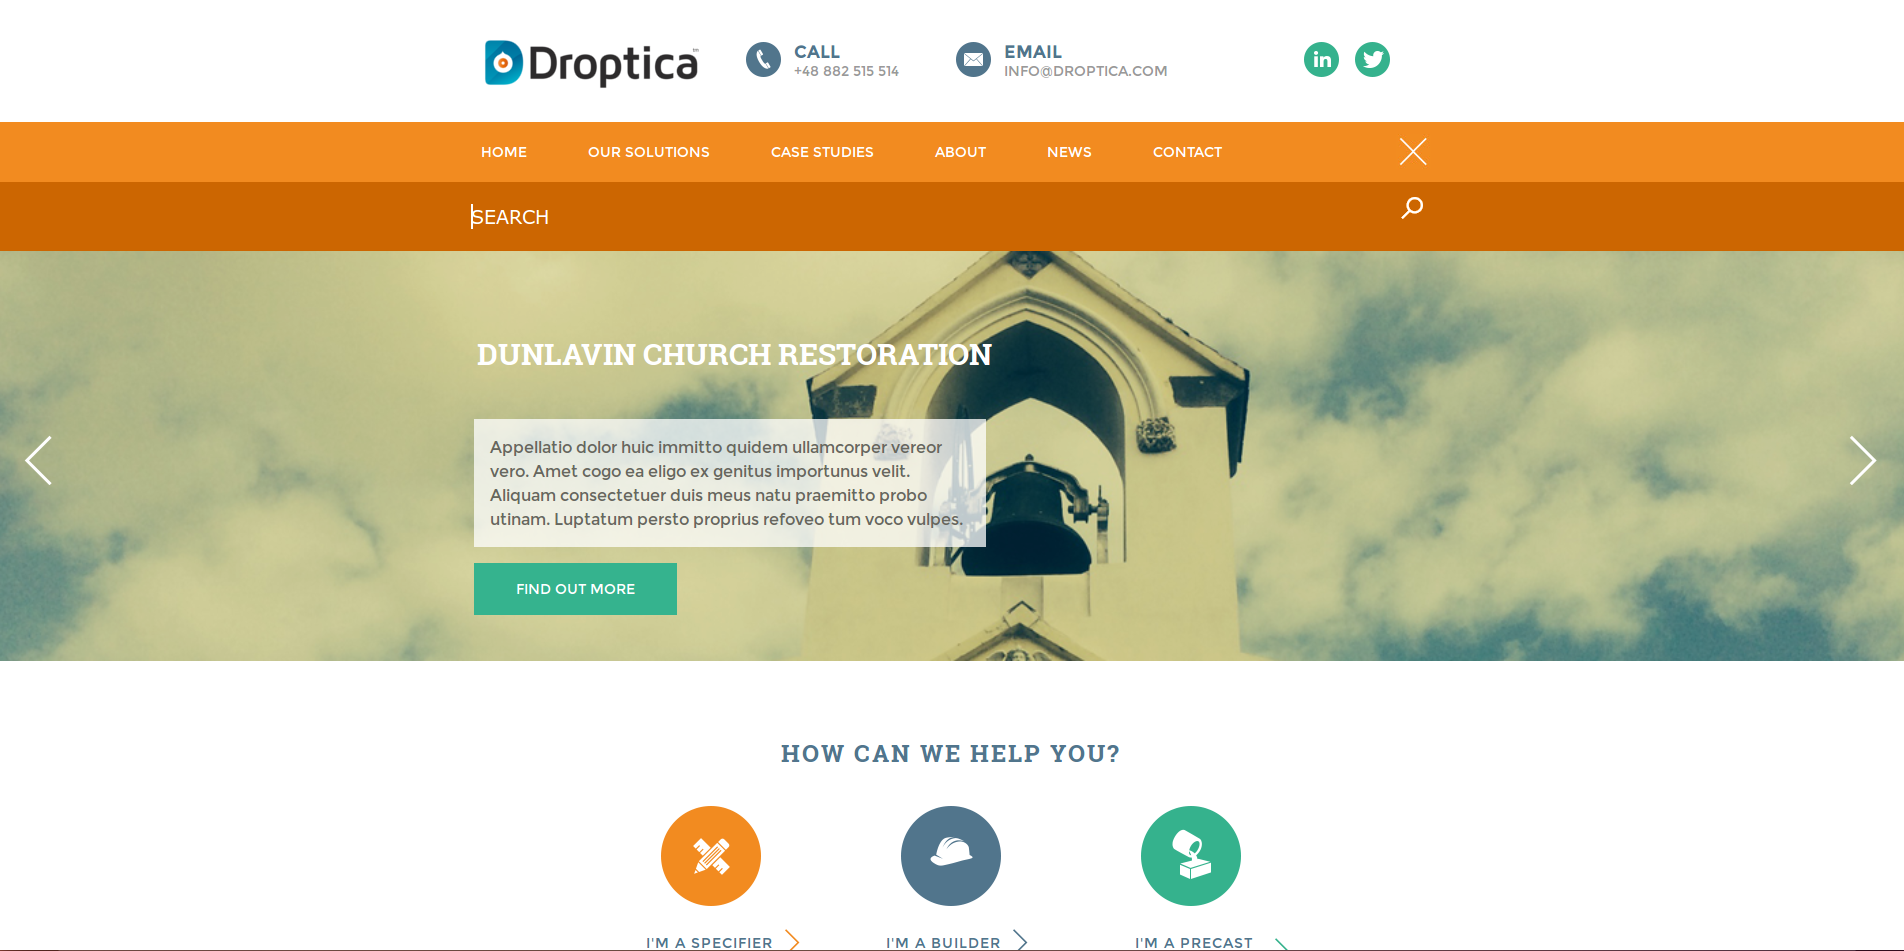 Droptica™
CALL
+48 882 515 514
EMAIL
INFO@DROPTICA.COM
in
HOME
OUR SOLUTIONS
CASE STUDIES
ABOUT
NEWS
CONTACT
SEARCH
DUNLAVIN CHURCH RESTORATION
Appellatio dolor huic immitto quidem ullamcorper vereor
vero. Amet cogo ea eligo ex genitus importunus velit.
Aliquam consectetuer duis meus natu praemitto probo
utinam. Luptatum persto proprius refoveo tum voco vulpes.
FIND OUT MORE
HOW CAN WE HELP YOU?
I'M A SPECIFIER
I'M A BUILDER
I'M A PRECAST